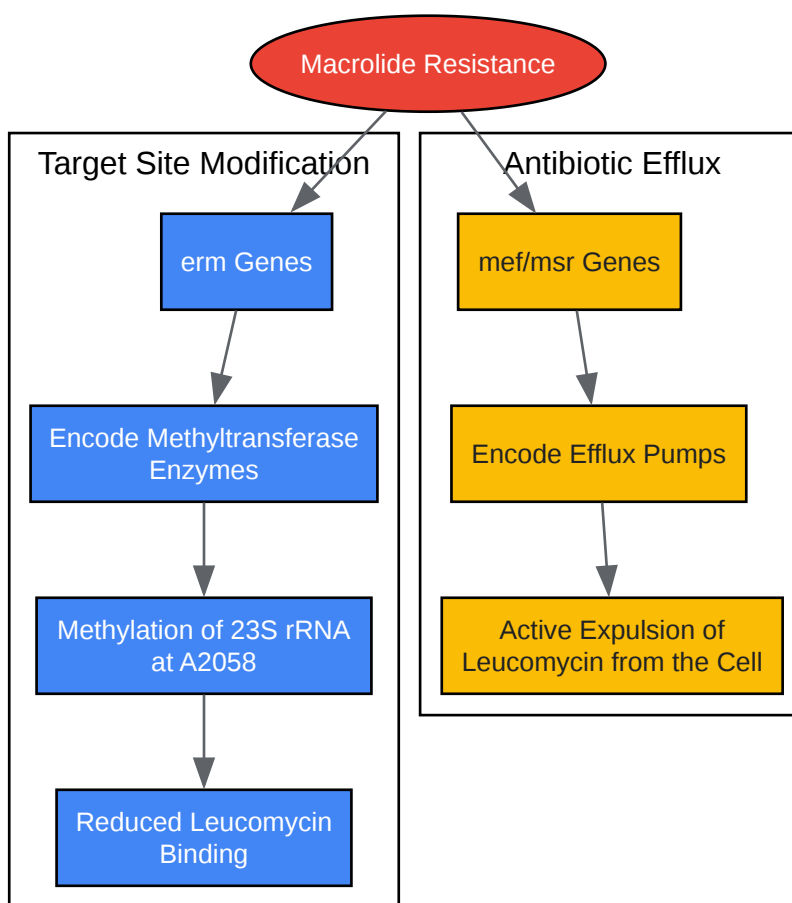 Macrolide Resistance
Target Site Modification
erm Genes
Encode Methyltransferase
Enzymes
Methylation of 23S rRNA
at A2058
Reduced Leucomycin
Binding
Antibiotic Efflux
mef/msr Genes
Encode Efflux Pumps
Active Expulsion of
Leucomycin from the Cell